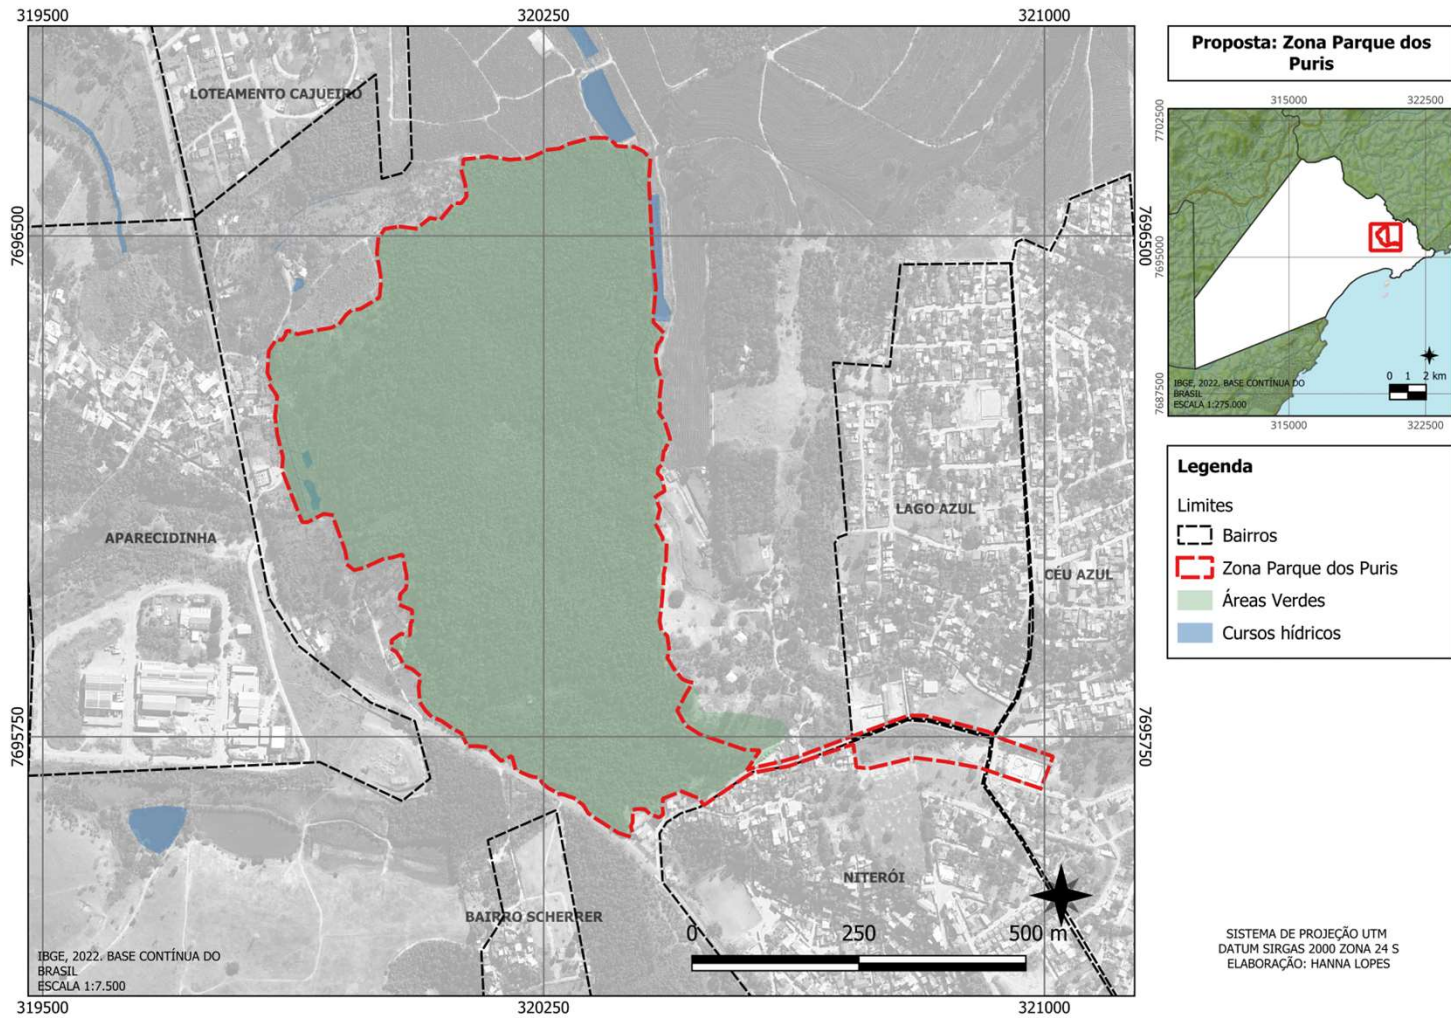 319500
320250
321000
7696500
7695750
7696500
7695750
LOTEAMENTO CAJUEIRO
APARECIDINHA
LAGO AZUL
CÉU AZUL
NITERÓI
BAIRRO SCHERRER
0
250
500 m
IBGE, 2022. BASE CONTÍNUA DO
BRASIL
ESCALA 1:7.500
319500
320250
321000
Proposta: Zona Parque dos
Puris
315000
322500
7702500
7695000
7687500
0 1 2 km
IBGE, 2022. BASE CONTÍNUA DO
BRASIL
ESCALA 1:275.000
315000
322500
Legenda
Limites
Bairros
Zona Parque dos Puris
Áreas Verdes
Cursos hídricos
SISTEMA DE PROJEÇÃO UTM
DATUM SIRGAS 2000 ZONA 24 S
ELABORAÇÃO: HANNA LOPES